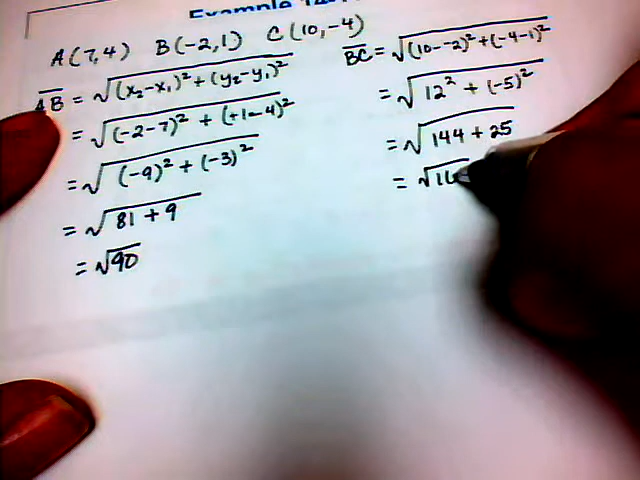 Example
A(7,4) B(-2,1) C(10,-4)
AB = √(x₂-x₁)² + (y₂-y₁)²
= √(-2-7)² + (+1-4)²
= √(-9)² + (-3)²
= √81 + 9
= √90
BC = √(10--2)² + (-4-1)²
= √12² + (-5)²
= √144 + 25
= √16